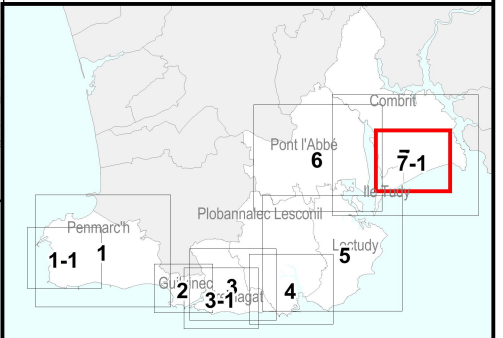 Combrit
Pont l'Abbé
6
7-1
Ile Tudy
Plobannalec Lesconil
Penmarc'h
Loctudy
1-1
1
5
2
3
3-1
4